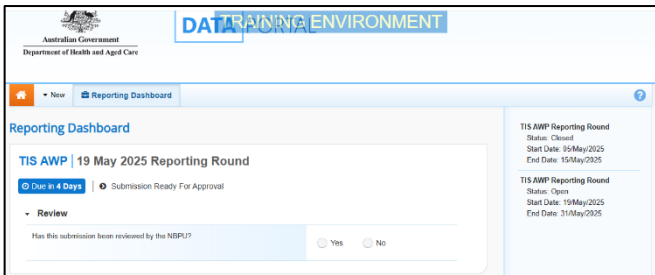 Australian Government
Department of Health and Aged Care
DATA PORTAL
TRAINING ENVIRONMENT
New
Reporting Dashboard
?
Reporting Dashboard
TIS AWP | 19 May 2025 Reporting Round
Due in 4 Days
Submission Ready For Approval
Review
Has this submission been reviewed by the NBPU?
Yes
No
TIS AWP Reporting Round
Status: Closed
Start Date: 05/May/2025
End Date: 15/May/2025
TIS AWP Reporting Round
Status: Open
Start Date: 19/May/2025
End Date: 31/May/2025